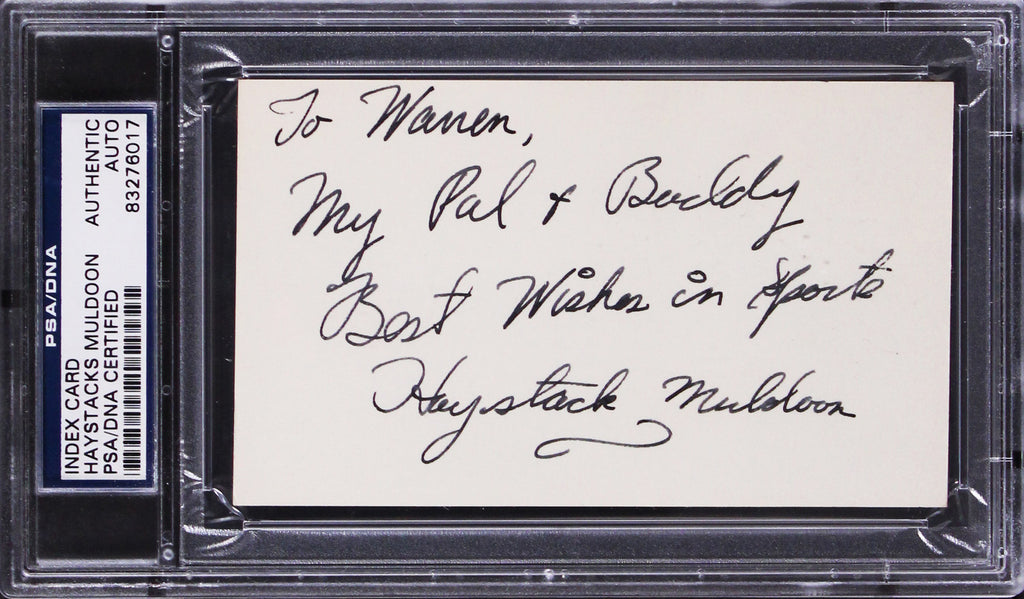 PSA/DNA
INDEX CARD
HAYSTACKS MULDOON AUTHENTIC
PSA/DNA CERTIFIED AUTO
83276017
To Warren,
My Pal + Buddy
Best Wishes in Sports
Haystack Muldoon